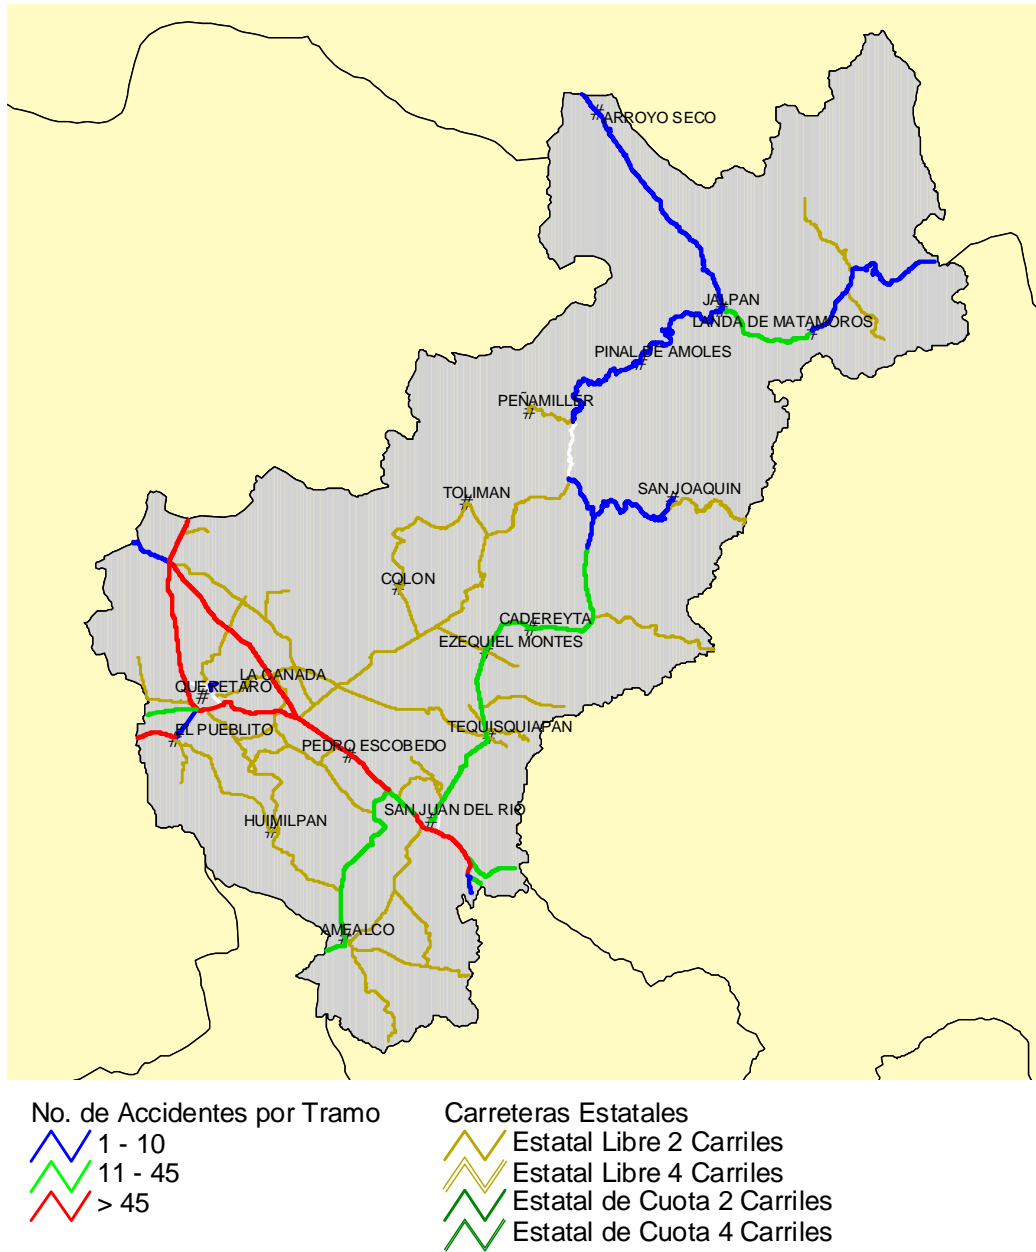 ARROYO SECO
JALPAN
LANDA DE MATAMOROS
PINAL DE AMOLES
PEÑAMILLER
TOLIMAN
SAN JOAQUIN
COLON
CADEREYTA
EZEQUIEL MONTES
LA CANADA
QUERETARO
EL PUEBLITO
TEQUISQUIAPAN
PEDRO ESCOBEDO
SAN JUAN DEL RIO
HUIMILPAN
AMEALCO
No. de Accidentes por Tramo
1 - 10
11 - 45
> 45
Carreteras Estatales
Estatal Libre 2 Carriles
Estatal Libre 4 Carriles
Estatal de Cuota 2 Carriles
Estatal de Cuota 4 Carriles